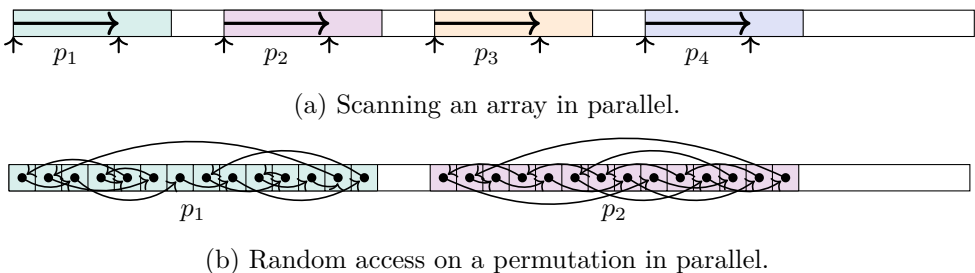 p₁ p₂ p₃ p₄
(a) Scanning an array in parallel.
p₁ p₂
(b) Random access on a permutation in parallel.